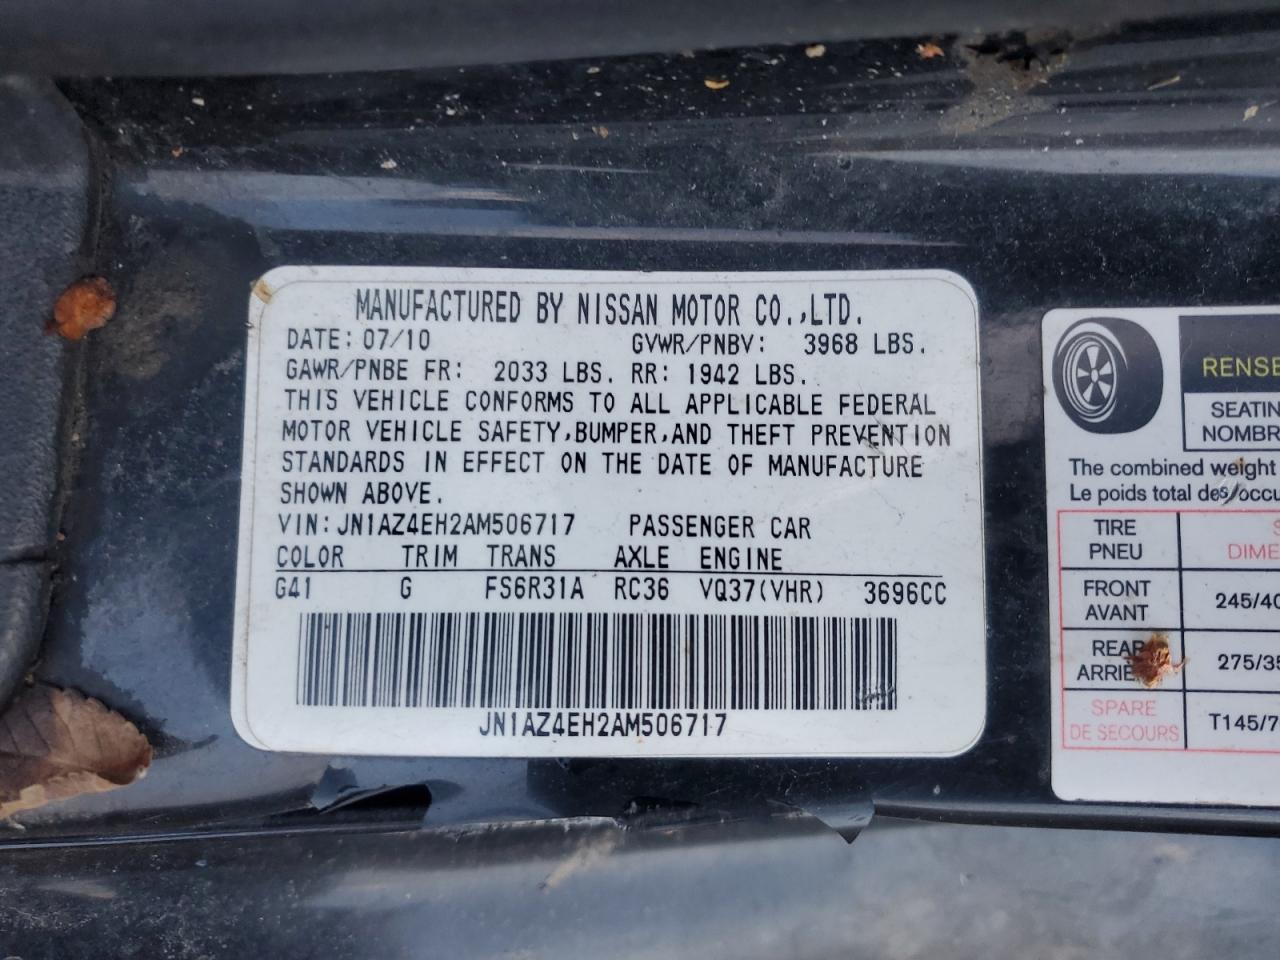 MANUFACTURED BY NISSAN MOTOR CO.,LTD.
DATE: 07/10 GVWR/PNBV: 3968 LBS.
GAWR/PNBE FR: 2033 LBS. RR: 1942 LBS.
THIS VEHICLE CONFORMS TO ALL APPLICABLE FEDERAL
MOTOR VEHICLE SAFETY,BUMPER,AND THEFT PREVENTION
STANDARDS IN EFFECT ON THE DATE OF MANUFACTURE
SHOWN ABOVE.
VIN:JN1AZ4EH2AM506717 PASSENGER CAR
COLOR TRIM TRANS AXLE ENGINE
G41 G FS6R31A RC36 VQ37(VHR) 3696CC
JN1AZ4EH2AM506717
RENSE
SEATIN
NOMBR
The combined weight
Le poids total des occu
TIRE S
PNEU DIME
FRONT
AVANT 245/40
REAR
275/35
SPARE
DE SECOURS T145/7